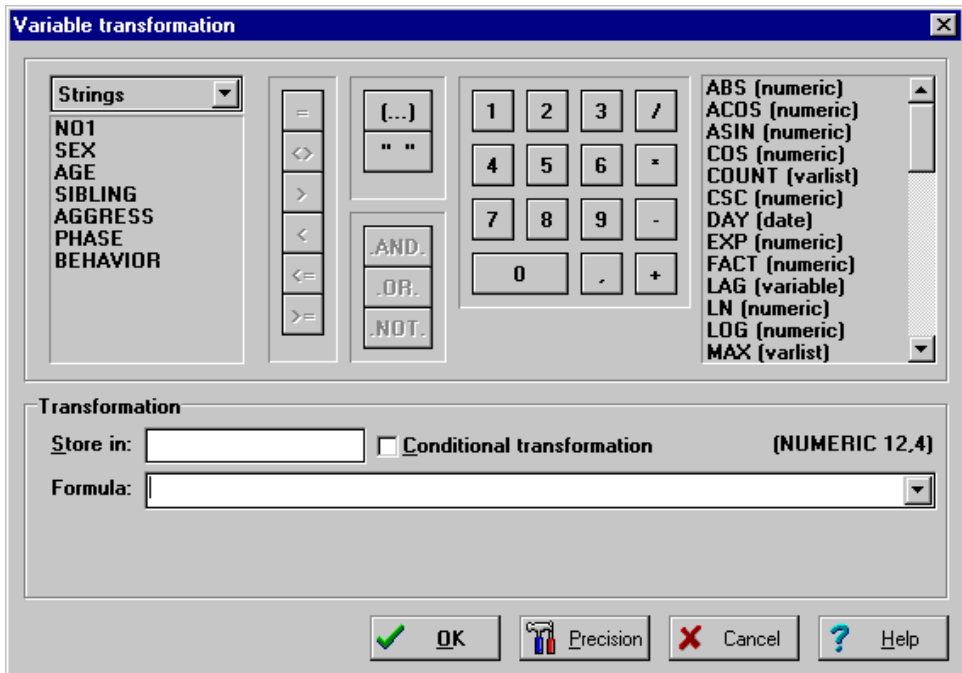 Variable transformation
Strings
NO1
SEX
AGE
SIBLING
AGGRESS
PHASE
BEHAVIOR
=
<>
>
<
<=
>=
(...)
" "
.AND.
.OR.
.NOT.
1 2 3 /
4 5 6 *
7 8 9 -
0 , +
ABS (numeric)
ACOS (numeric)
ASIN (numeric)
COS (numeric)
COUNT (varlist)
CSC (numeric)
DAY (date)
EXP (numeric)
FACT (numeric)
LAG (variable)
LN (numeric)
LOG (numeric)
MAX (varlist)
Transformation
Store in: Conditional transformation (NUMERIC 12,4)
Formula:
OK Precision Cancel ? Help